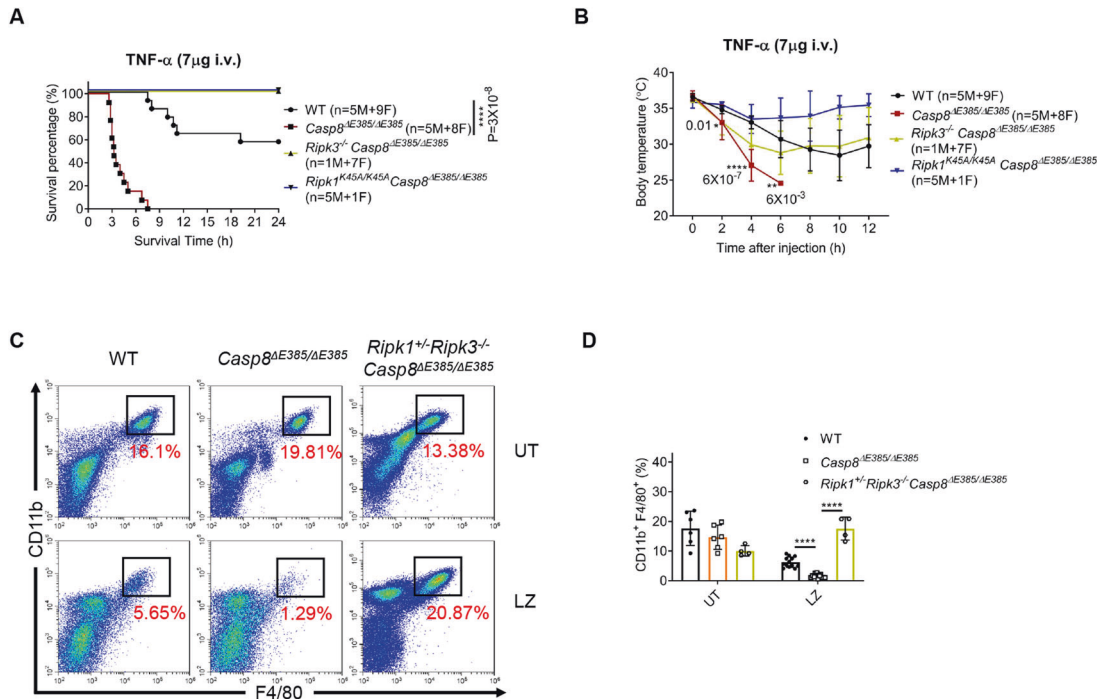 A
TNF-α (7μg i.v.)
Survival percentage (%)
100
80
60
40
20
0
0 3 6 9 12 15 18 21 24
Survival Time (h)
WT (n=5M+9F)
Casp8ΔE385/ΔE385 (n=5M+8F)
Ripk3-/- Casp8ΔE385/ΔE385
(n=1M+7F)
Ripk1K45A/K45A Casp8ΔE385/ΔE385
(n=5M+1F)
****
P=3X10-8
B
TNF-α (7μg i.v.)
Body temperature (°C)
40
35
30
25
20
0 2 4 6 8 10 12
Time after injection (h)
0.01 *
****
6X10-7
**
6X10-3
WT (n=5M+9F)
Casp8ΔE385/ΔE385 (n=5M+8F)
Ripk3-/- Casp8ΔE385/ΔE385
(n=1M+7F)
Ripk1K45A/K45A Casp8ΔE385/ΔE385
(n=5M+1F)
C
WT
Casp8ΔE385/ΔE385
Ripk1+/-Ripk3-/-
Casp8ΔE385/ΔE385
16.1%
19.81%
13.38%
UT
5.65%
1.29%
20.87%
LZ
CD11b
F4/80
D
WT
Casp8ΔE385/ΔE385
Ripk1+/-Ripk3-/-Casp8ΔE385/ΔE385
CD11b+ F4/80+ (%)
40
30
20
10
0
****
****
UT
LZ